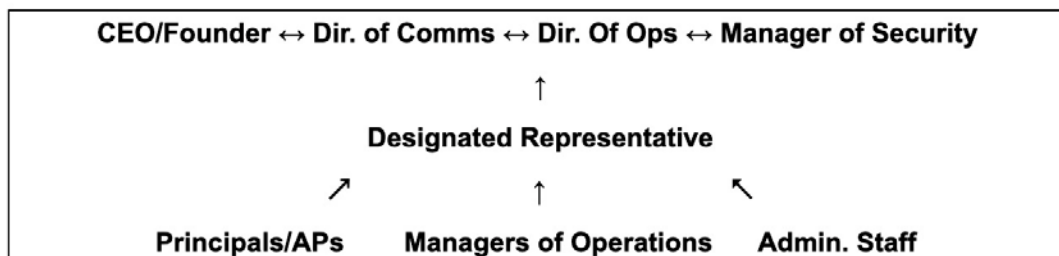 CEO/Founder ↔ Dir. of Comms ↔ Dir. Of Ops ↔ Manager of Security
↑
Designated Representative
↗ ↑ ↖
Principals/APs Managers of Operations Admin. Staff